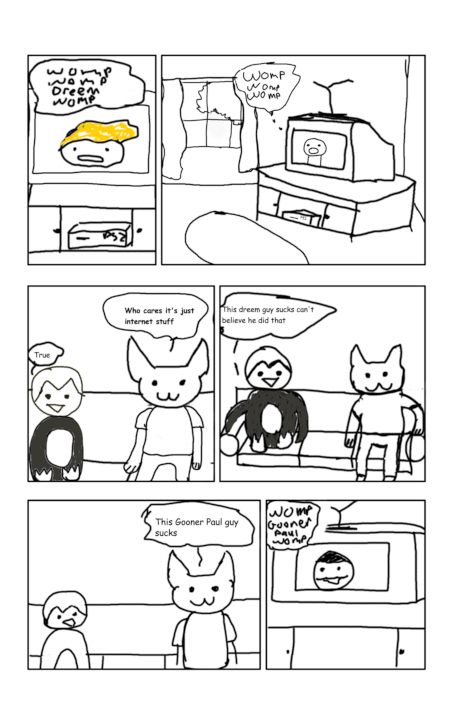 WOMP
WOMP
Dreem
WOMP
PS2
Womp
WOMP
WOMP
Who cares it's just
internet stuff
True
This dreem guy sucks can't
believe he did that
This Gooner Paul guy
sucks
WOMP
Gooner
Paul
WOMP